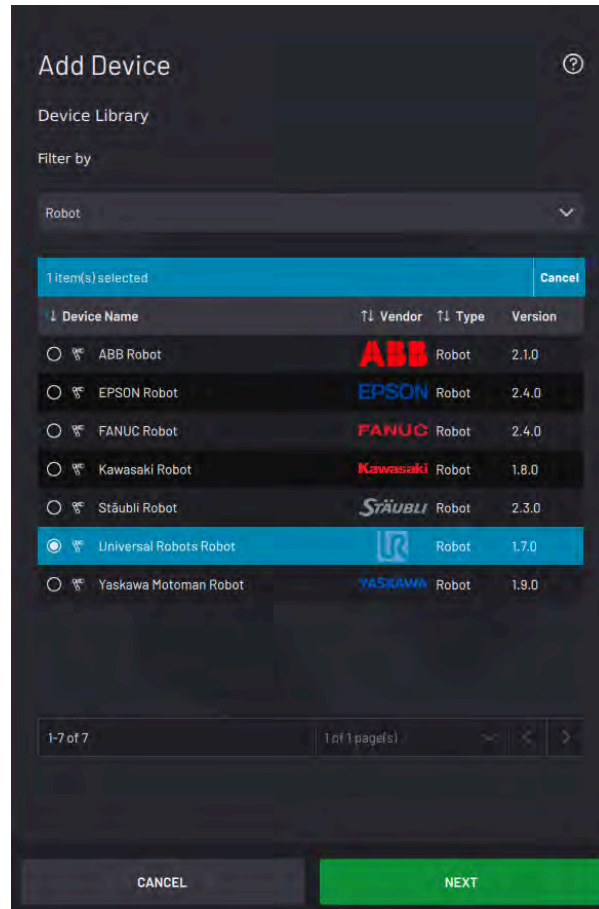 Add Device
Device Library
Filter by
Robot
1 item(s) selected Cancel
Device Name Vendor Type Version
ABB Robot ABB Robot 2.1.0
EPSON Robot EPSON Robot 2.4.0
FANUC Robot FANUC Robot 2.4.0
Kawasaki Robot Kawasaki Robot 1.8.0
Stäubli Robot STÄUBLI Robot 2.3.0
Universal Robots Robot UR Robot 1.7.0
Yaskawa Motoman Robot YASKAWA Robot 1.9.0
1-7 of 7 1 of 1 page(s)
CANCEL NEXT